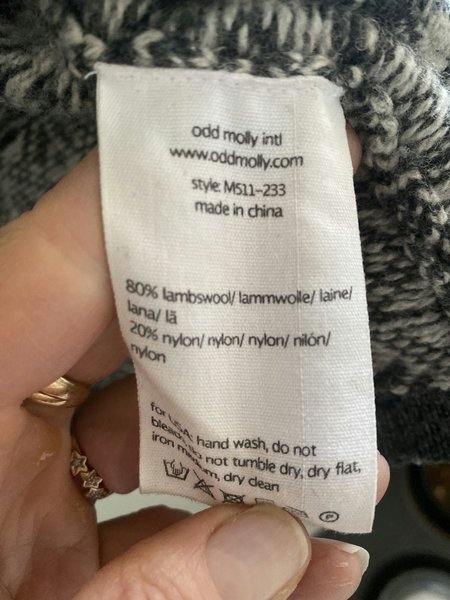 odd molly intl
www.oddmolly.com
style: M511-233
made in china
80% lambswool/ lammwolle/ laine/
lana/ lã
20% nylon/ nylon/ nylon/ nilón/
nylon
for USA: hand wash, do not
bleach, do not tumble dry, dry flat,
iron medium, dry clean
P